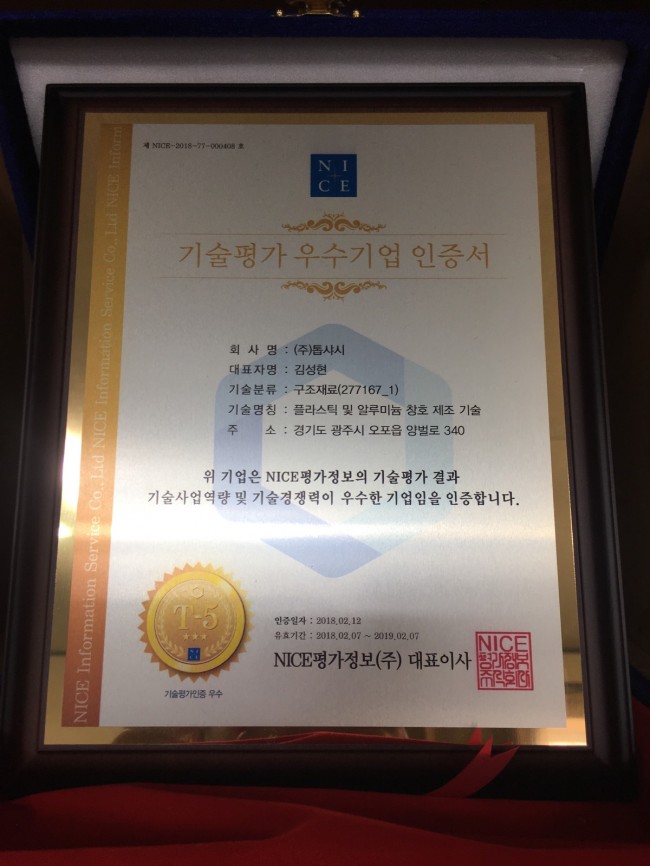 제 NICE-2018-77-000408 호
NI
CE
기술평가 우수기업 인증서
회 사 명 : (주)톱샤시
대표자명 : 김성현
기술분류 : 구조재료(277167_1)
기술명칭 : 플라스틱 및 알루미늄 창호 제조 기술
주 소 : 경기도 광주시 오포읍 양벌로 340
위 기업은 NICE평가정보의 기술평가 결과
기술사업역량 및 기술경쟁력이 우수한 기업임을 인증합니다.
T-5
기술평가인증 우수
인증일자 : 2018.02.12
유효기간 : 2018.02.07 ~ 2019.02.07
NICE평가정보(주) 대표이사
NICE
평가정보
NICE Information Service Co., Ltd NICE Information Service Co., Ltd NICE Inform